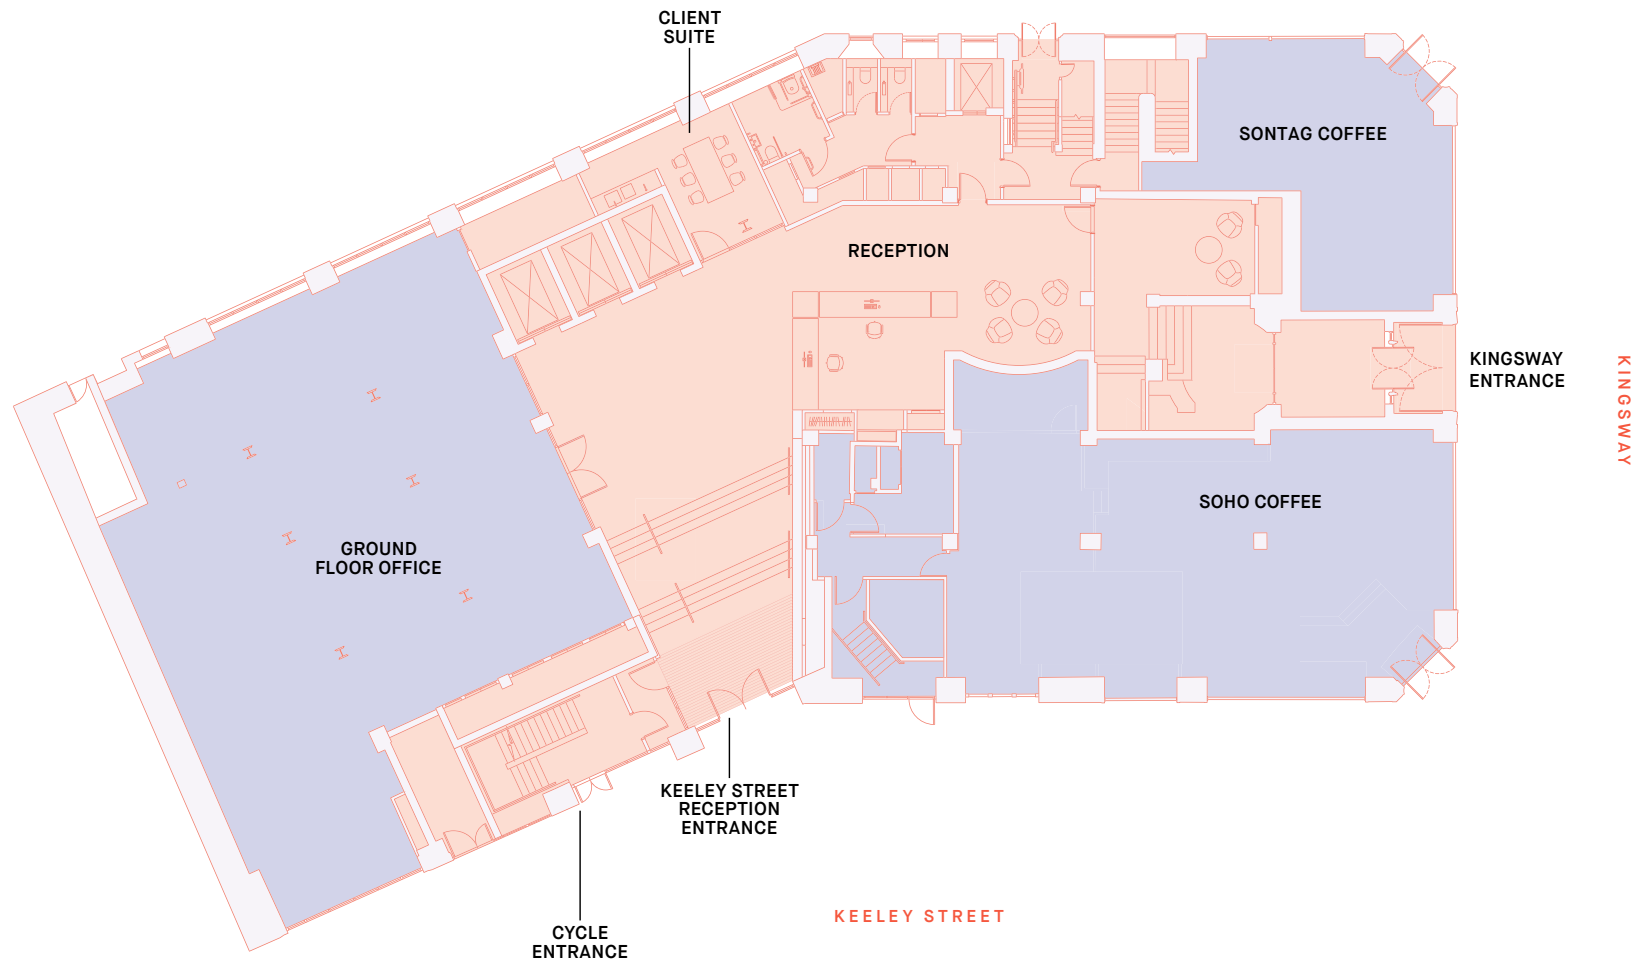 CLIENT
SUITE
SONTAG COFFEE
RECEPTION
KINGSWAY
ENTRANCE
KINGSWAY
SOHO COFFEE
GROUND
FLOOR OFFICE
KEELEY STREET
RECEPTION
ENTRANCE
KEELEY STREET
CYCLE
ENTRANCE